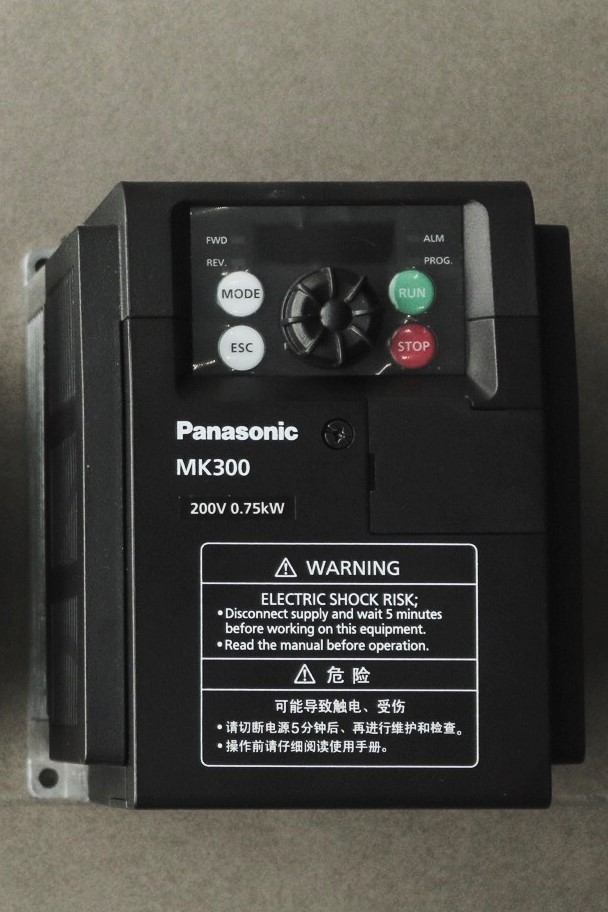 FWD
ALM
REV.
PROG.
MODE
RUN
ESC
STOP
Panasonic
MK300
200V 0.75kW
WARNING
ELECTRIC SHOCK RISK;
•Disconnect supply and wait 5 minutes
before working on this equipment.
•Read the manual before operation.
危险
可能导致触电、受伤
•请切断电源5分钟后、再进行维护和检查。
•操作前请仔细阅读使用手册。